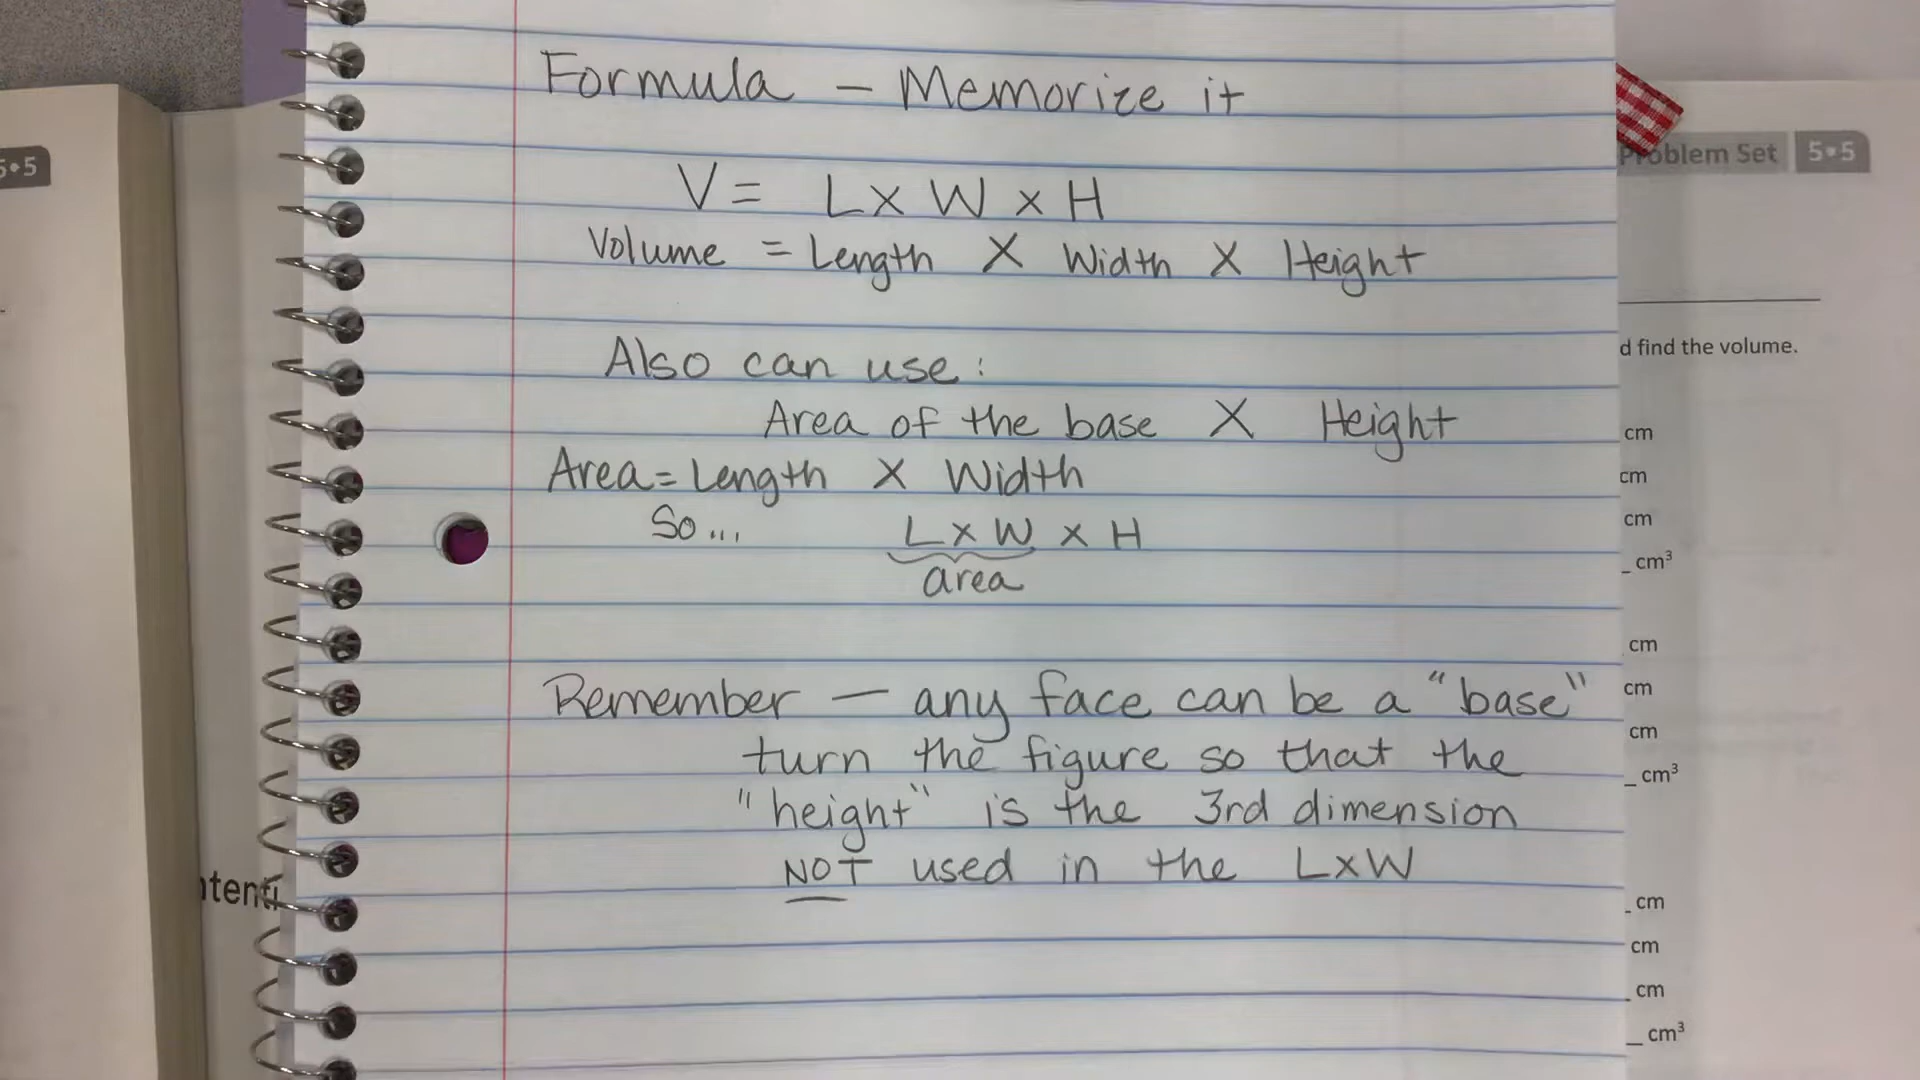 Formula — Memorize it
V = L x W x H
Volume = Length X Width X Height
Also can use:
Area of the base X Height
Area = Length X Width
So... L x W x H
area
Remember — any face can be a "base"
turn the figure so that the
"height" is the 3rd dimension
NOT used in the LxW
5•5
Problem Set 5•5
d find the volume.
cm
cm
cm
_ cm³
cm
cm
cm
_ cm³
_ cm
cm
_ cm
_ cm³